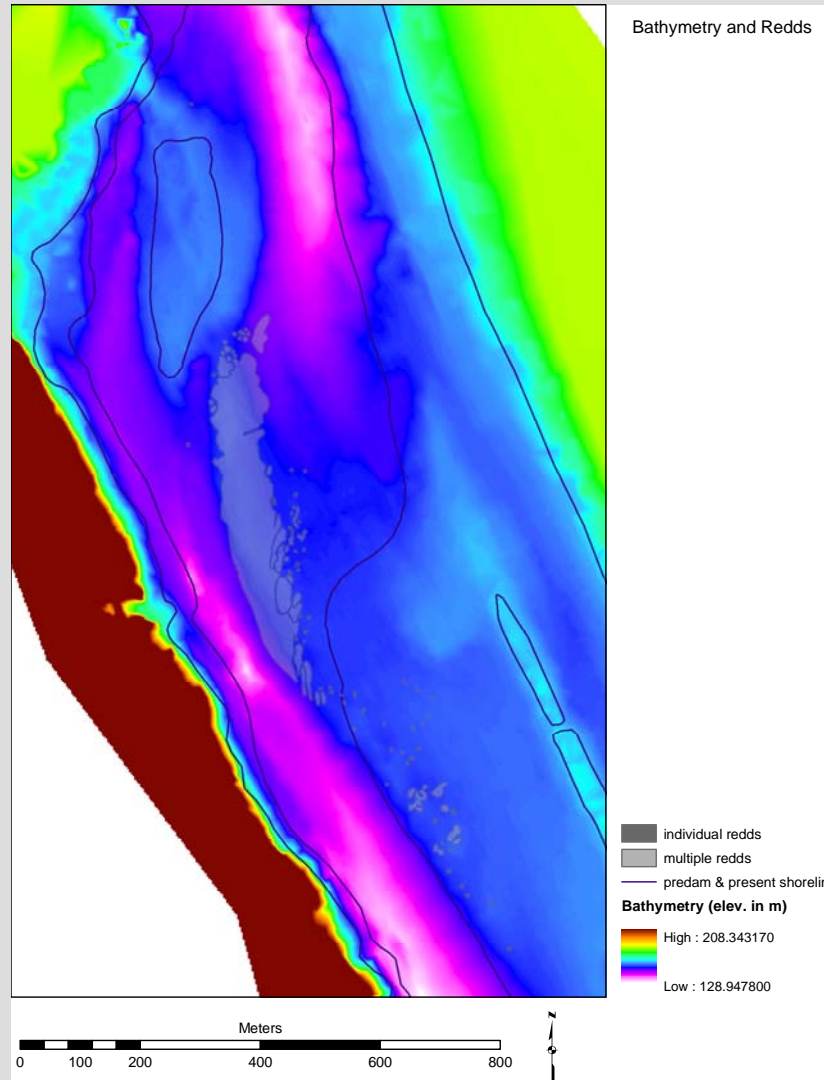 Bathymetry and Redds
individual redds
multiple redds
predam & present shorelin
Bathymetry (elev. in m)
High : 208.343170
Low : 128.947800
Meters
0 100 200 400 600 800
N